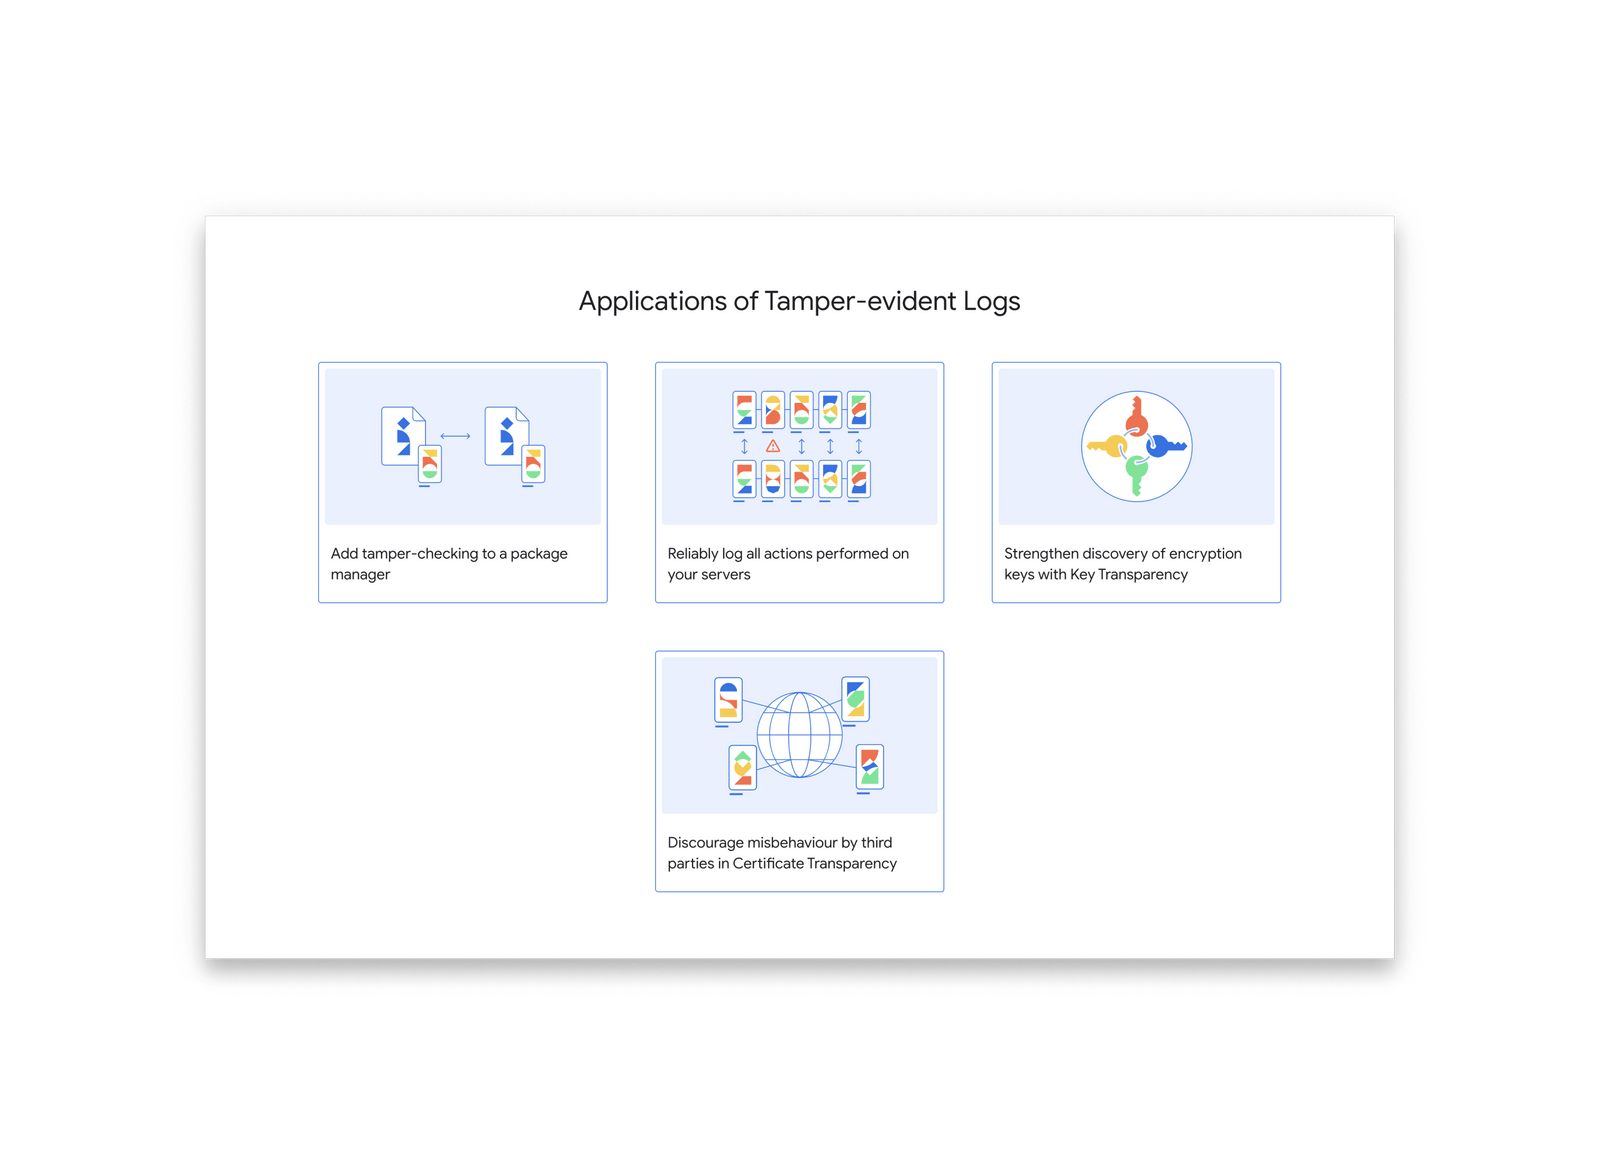 Applications of Tamper-evident Logs
Add tamper-checking to a package
manager
Reliably log all actions performed on
your servers
Strengthen discovery of encryption
keys with Key Transparency
Discourage misbehaviour by third
parties in Certificate Transparency